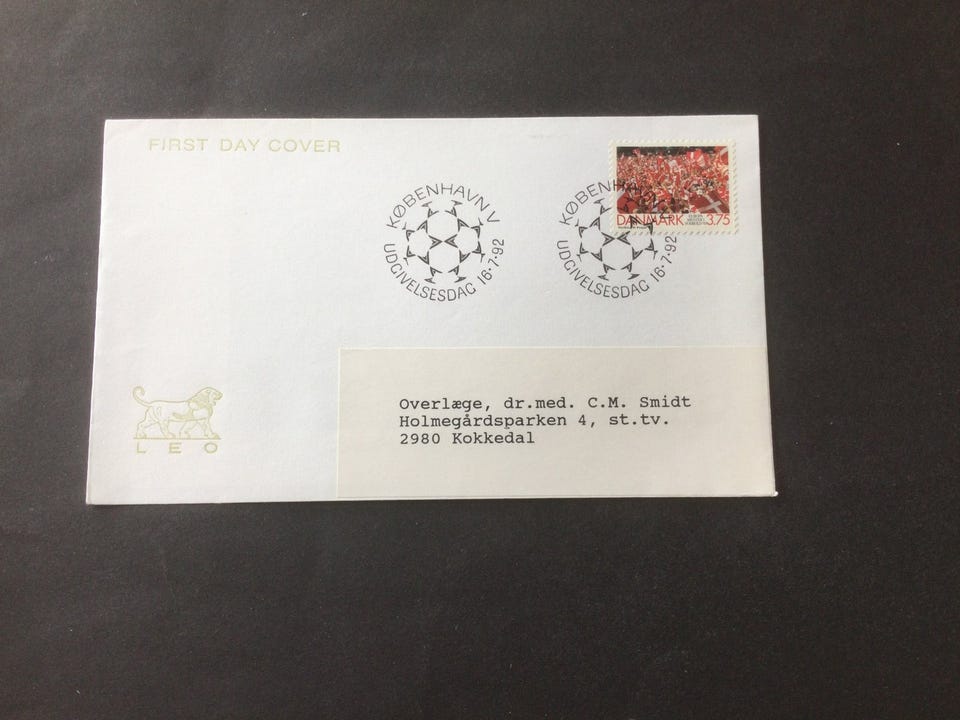 FIRST DAY COVER
KØBENHAVN V
UDGIVELSESDAG 16-7-92
KØBENHAVN V
UDGIVELSESDAG 16-7-92
DANMARK
3.75
LEO
Overlæge, dr.med. C.M. Smidt
Holmegårdsparken 4, st.tv.
2980 Kokkedal